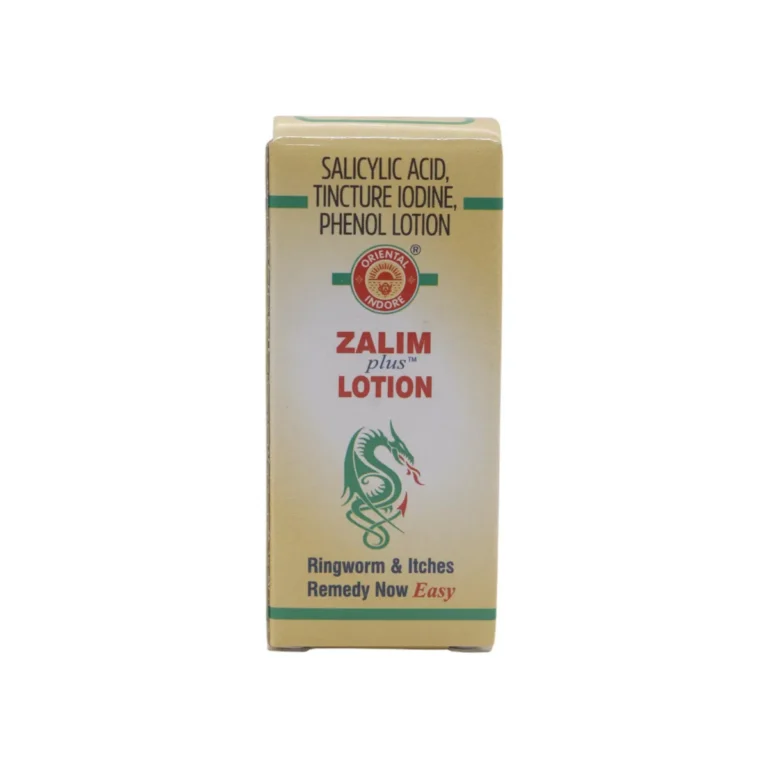 SALICYLIC ACID,
TINCTURE IODINE,
PHENOL LOTION
®
ORIENTAL
INDORE
ZALIM
plus™
LOTION
Ringworm & Itches
Remedy Now Easy